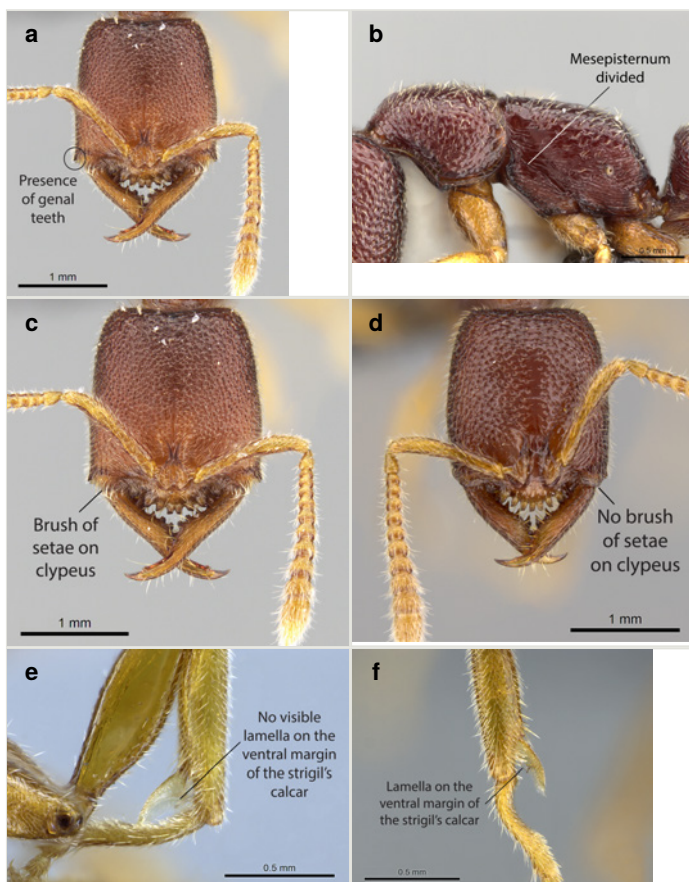 a
Presence
of genal
teeth
1 mm
b
Mesepisternum
divided
0.5 mm
c
Brush of
setae on
clypeus
1 mm
d
No brush
of setae
on clypeus
1 mm
e
No visible
lamella on the
ventral margin
of the strigil's
calcar
0.5 mm
f
Lamella on the
ventral margin of
the strigil's calcar
0.5 mm